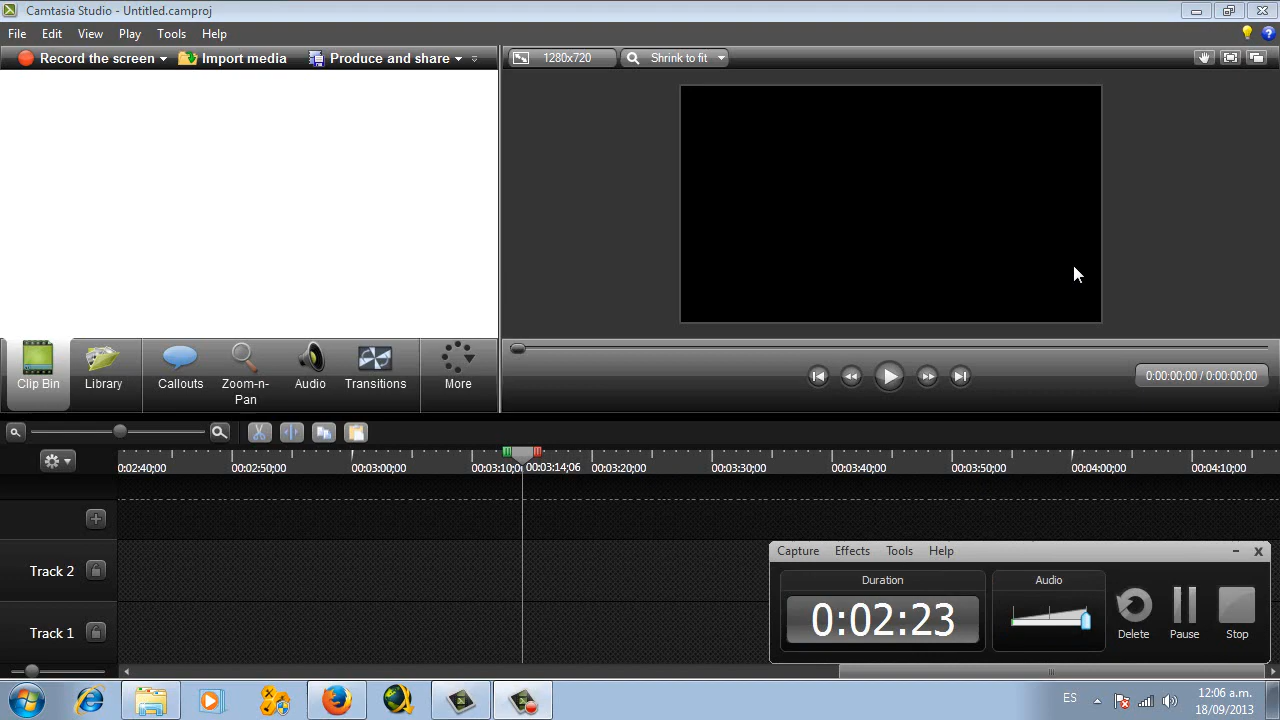 Camtasia Studio - Untitled.camproj
File Edit View Play Tools Help
Record the screen Import media Produce and share
1280x720 Shrink to fit
Clip Bin Library Callouts Zoom-n-Pan Audio Transitions More
0:00:00;00 / 0:00:00;00
00:02:40;00 00:02:50;00 00:03:00;00 00:03:10;0 00:03:14;06 00:03:20;00 00:03:30;00 00:03:40;00 00:03:50;00 00:04:00;00 00:04:10;00
Track 2
Track 1
Capture Effects Tools Help
Duration
0:02:23
Audio
Delete Pause Stop
ES
12:06 a.m.
18/09/2013